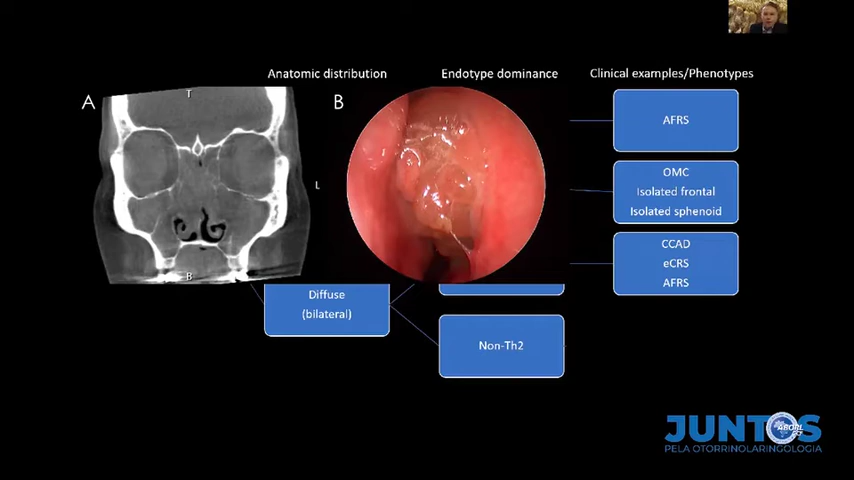 Anatomic distribution
Endotype dominance
Clinical examples/Phenotypes
A
T
L
B
B
AFRS
OMC
Isolated frontal
Isolated sphenoid
CCAD
eCRS
AFRS
Diffuse
(bilateral)
Non-Th2
JUNTOS
PELA OTORRINOLARINGOLOGIA